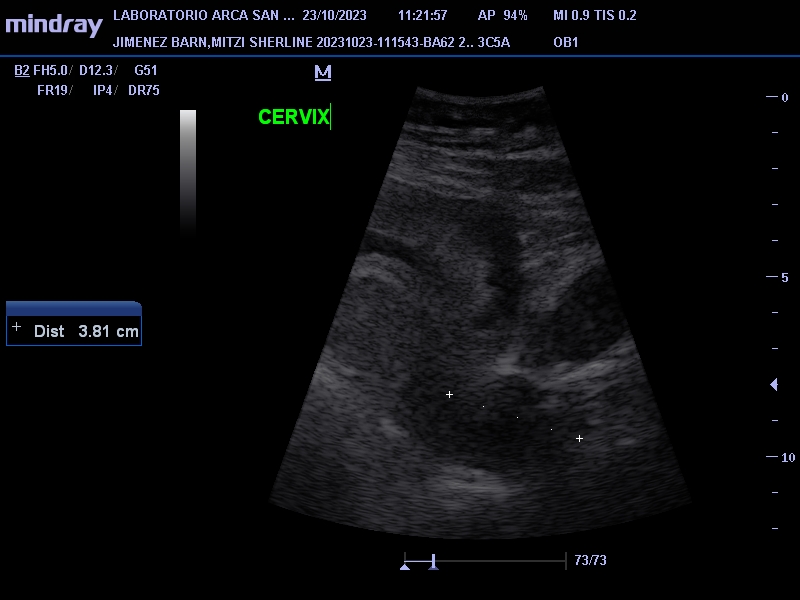 mindray
LABORATORIO ARCA SAN ... 23/10/2023 11:21:57 AP 94% MI 0.9 TIS 0.2
JIMENEZ BARN,MITZI SHERLINE 20231023-111543-BA62 2.. 3C5A OB1
B2 FH5.0/ D12.3/ G51
FR19/ IP4/ DR75
M
CERVIX
0
5
+ Dist 3.81 cm
10
73/73